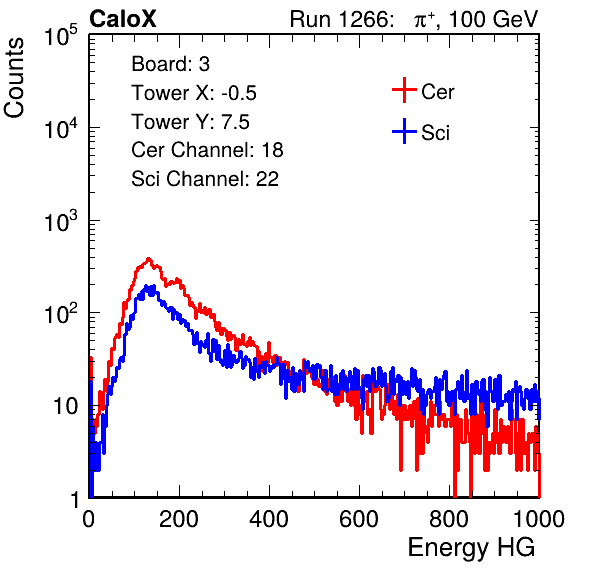 CaloX Run 1266: π⁺, 100 GeV
Counts
10⁵
10⁴
10³
10²
10
1
Board: 3
Tower X: -0.5
Tower Y: 7.5
Cer Channel: 18
Sci Channel: 22
Cer
Sci
0 200 400 600 800 1000
Energy HG